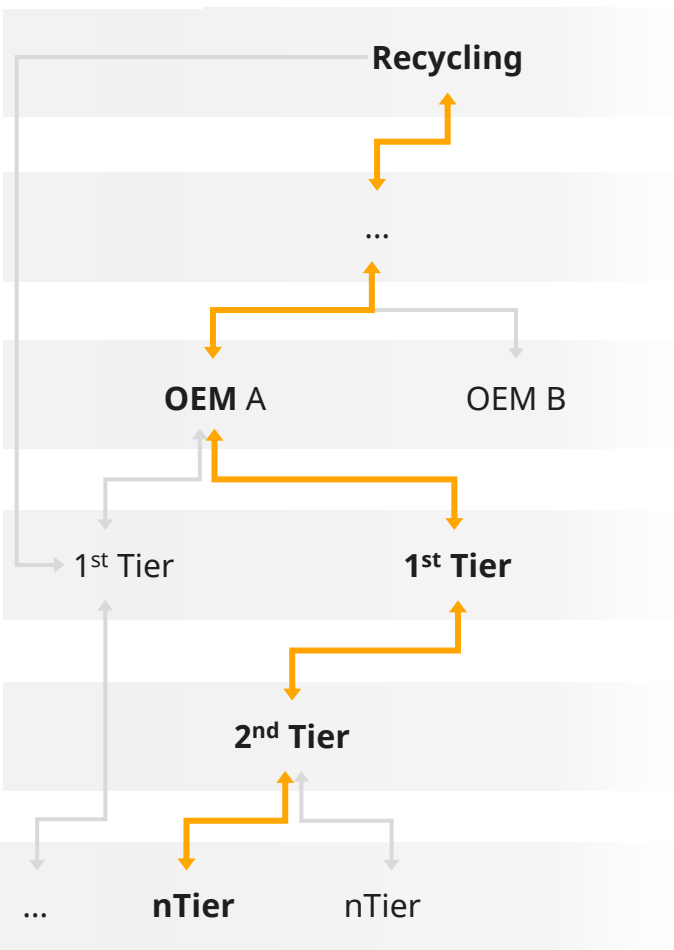 Recycling
...
OEM A
OEM B
1st Tier
1st Tier
2nd Tier
...
nTier
nTier